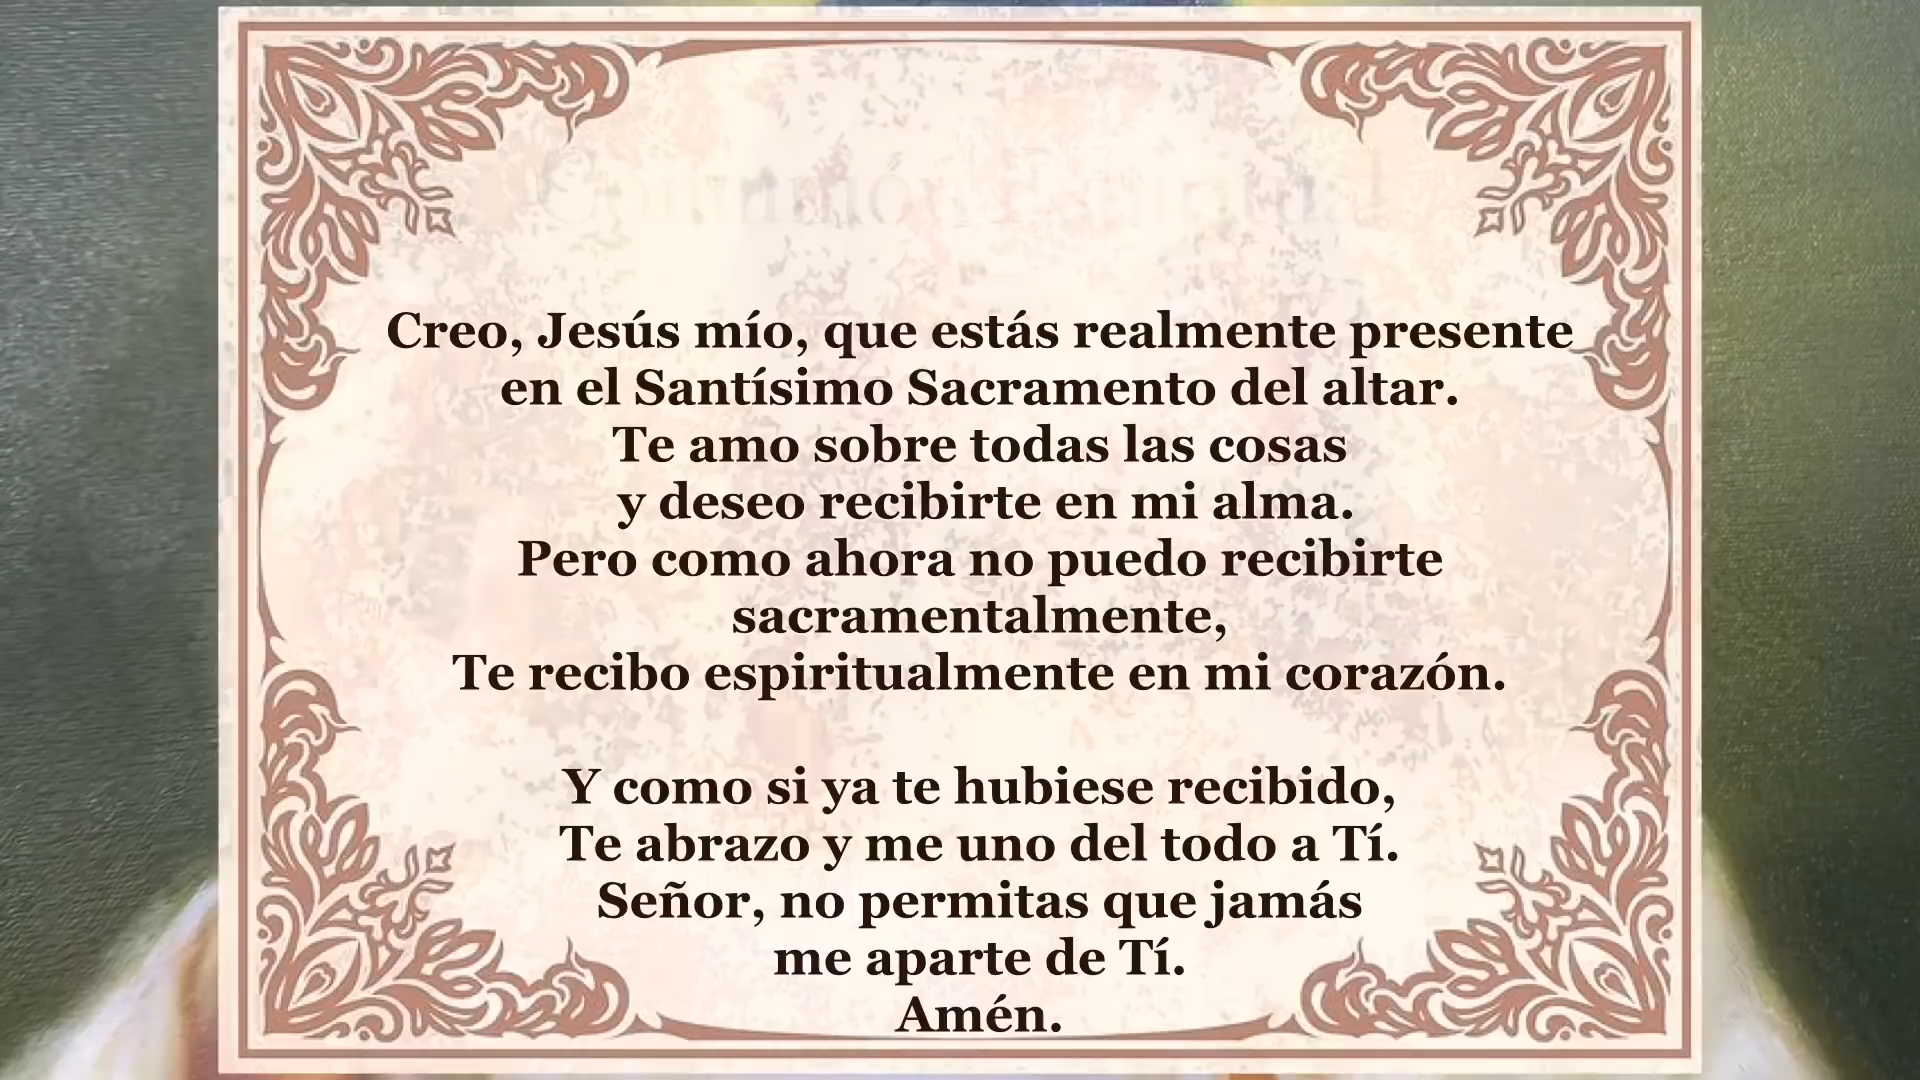 Creo, Jesús mío, que estás realmente presente
en el Santísimo Sacramento del altar.
Te amo sobre todas las cosas
y deseo recibirte en mi alma.
Pero como ahora no puedo recibirte
sacramentalmente,
Te recibo espiritualmente en mi corazón.
Y como si ya te hubiese recibido,
Te abrazo y me uno del todo a Tí.
Señor, no permitas que jamás
me aparte de Tí.
Amén.